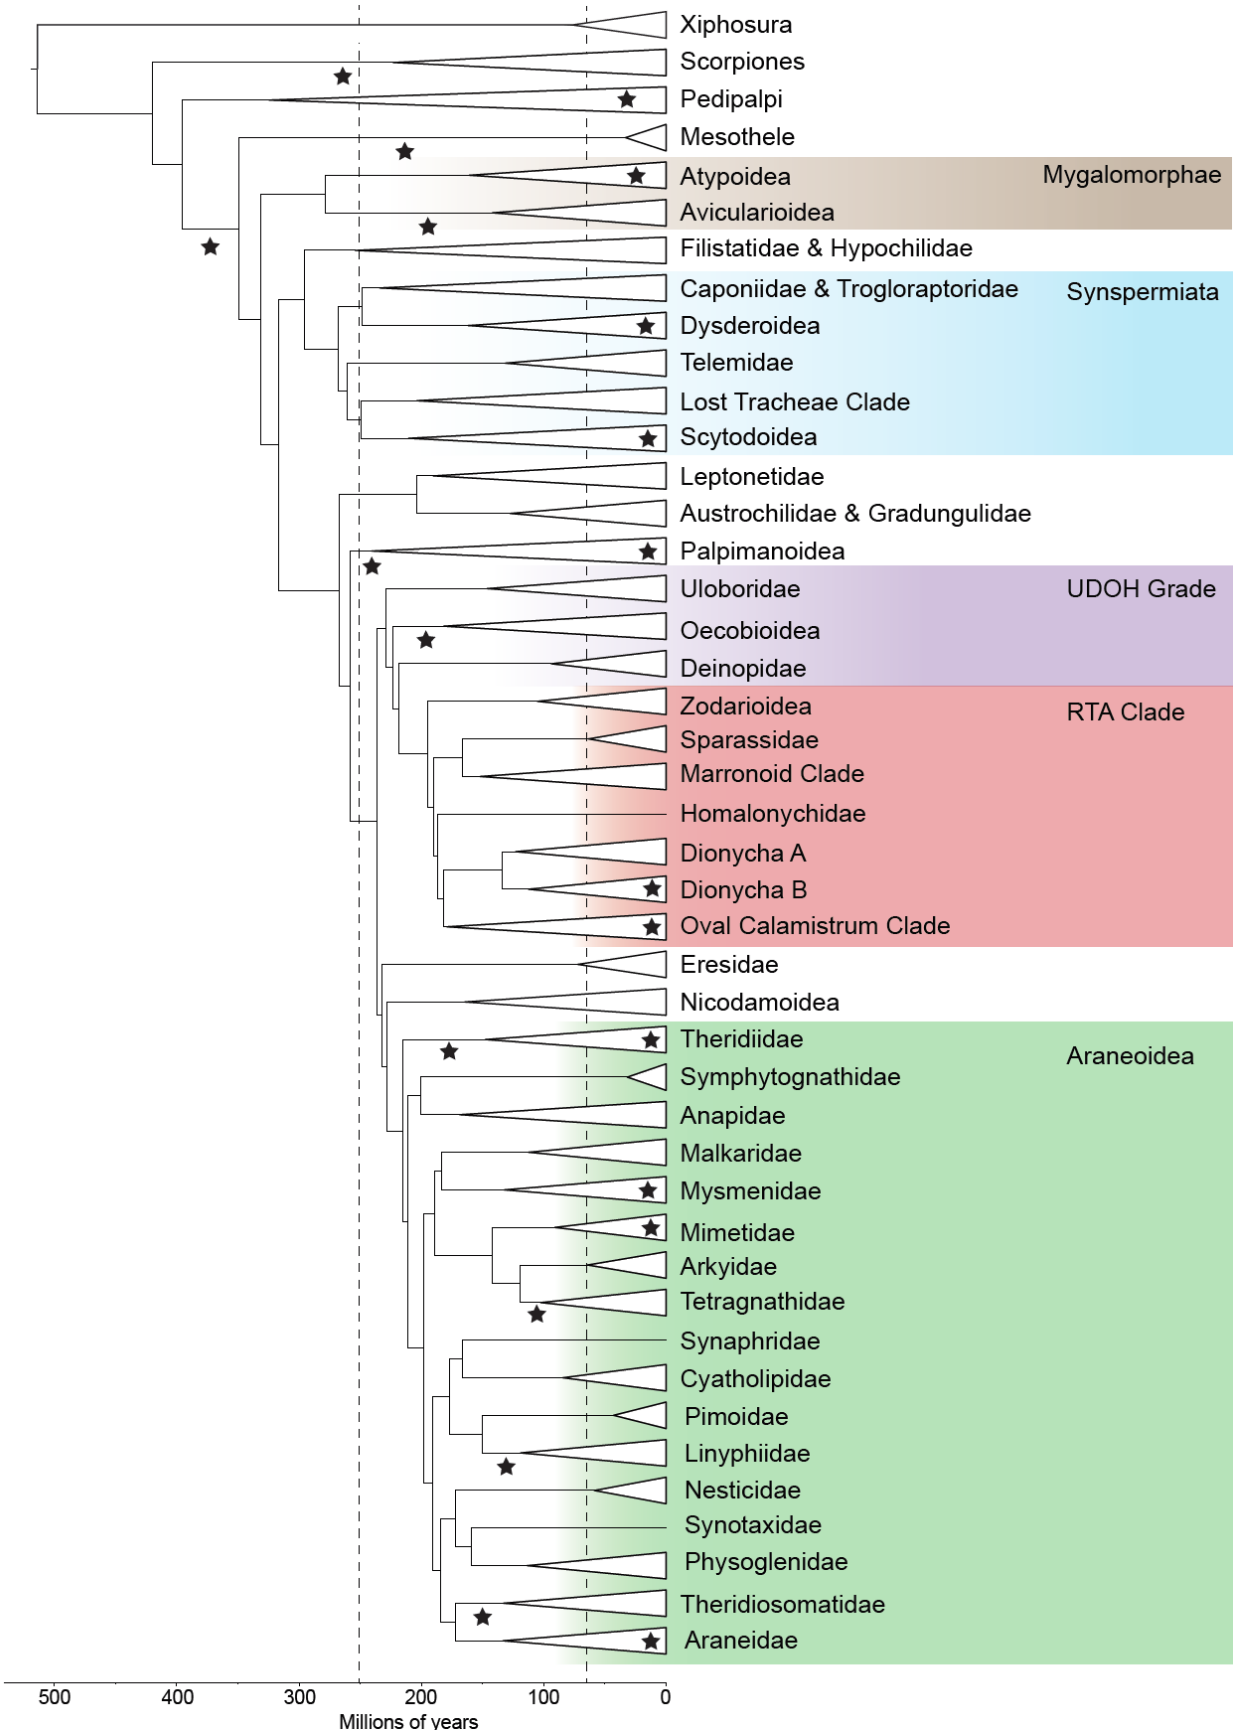 Xiphosura
Scorpiones
Pedipalpi
Mesothele
Atypoidea
Mygalomorphae
Avicularioidea
Filistatidae & Hypochilidae
Caponiidae & Trogloraptoridae
Synspermiata
Dysderoidea
Telemidae
Lost Tracheae Clade
Scytodoidea
Leptonetidae
Austrochilidae & Gradungulidae
Palpimanoidea
Uloboridae
UDOH Grade
Oecobioidea
Deinopidae
Zodarioidea
RTA Clade
Sparassidae
Marronoid Clade
Homalonychidae
Dionycha A
Dionycha B
Oval Calamistrum Clade
Eresidae
Nicodamoidea
Theridiidae
Araneoidea
Symphytognathidae
Anapidae
Malkaridae
Mysmenidae
Mimetidae
Arkyidae
Tetragnathidae
Synaphridae
Cyatholipidae
Pimoidae
Linyphiidae
Nesticidae
Synotaxidae
Physoglenidae
Theridiosomatidae
Araneidae
500 400 300 200 100 0
Millions of years